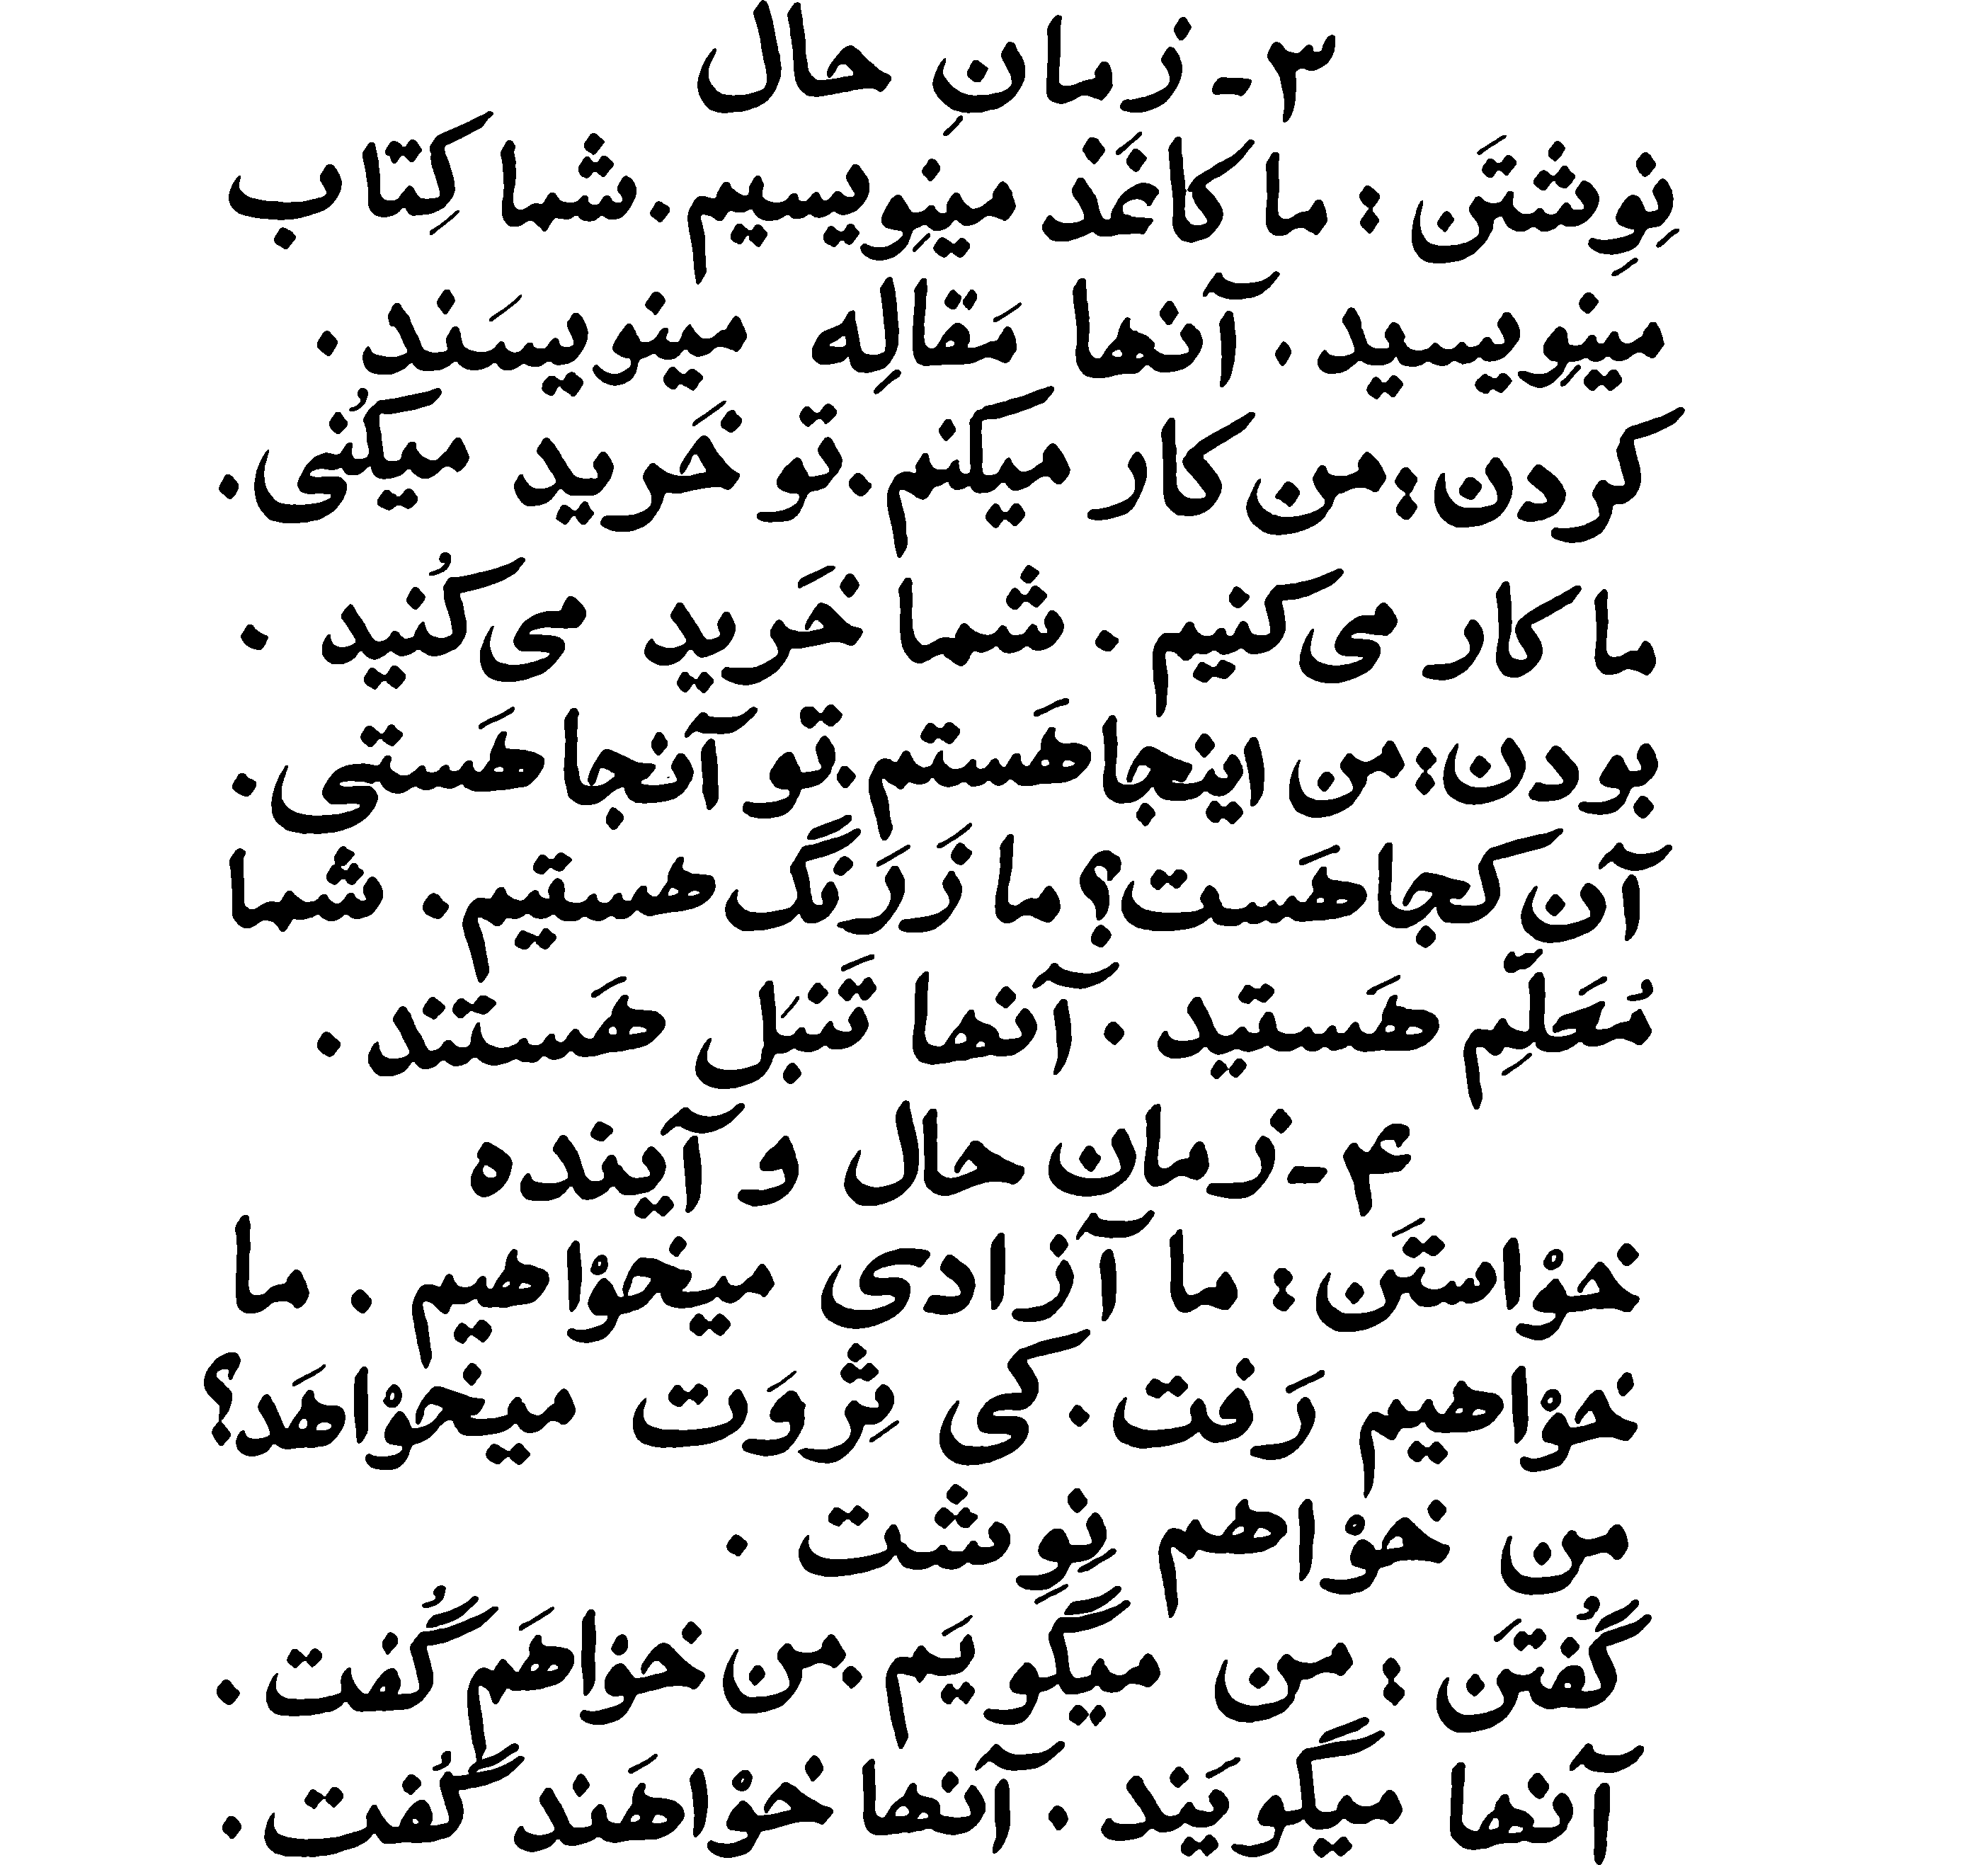 ۳- زمانِ حال
نِوِشتَن : ما کاغَذ مینِویسیم . شما کِتاب
مینِویسید . آنها مَقالِه مینویسَند .
کردن : من کار میکنم . تو خَرید میکُنی .
ما کار می‌کنیم . شما خَرید می‌کُنید .
بودن : من اینجا هَستم . تو آنجا هَستی .
آن کجا هَست ؟ ما زَرَنگ هستیم . شما
مُعَلِّم هَستید . آنها تَنبَل هَستند .
۴- زمان حال و آینده
خوْاستَن : ما آزادی میخوْاهیم . ما
خوْاهیم رَفت . کی ثِروَت میخوْاهَد ؟
من خوْاهم نِوِشت .
گُفتَن : من میگویَم . من خوْاهَم گُفت .
آنها میگویَند . آنها خوْاهَند گُفت .